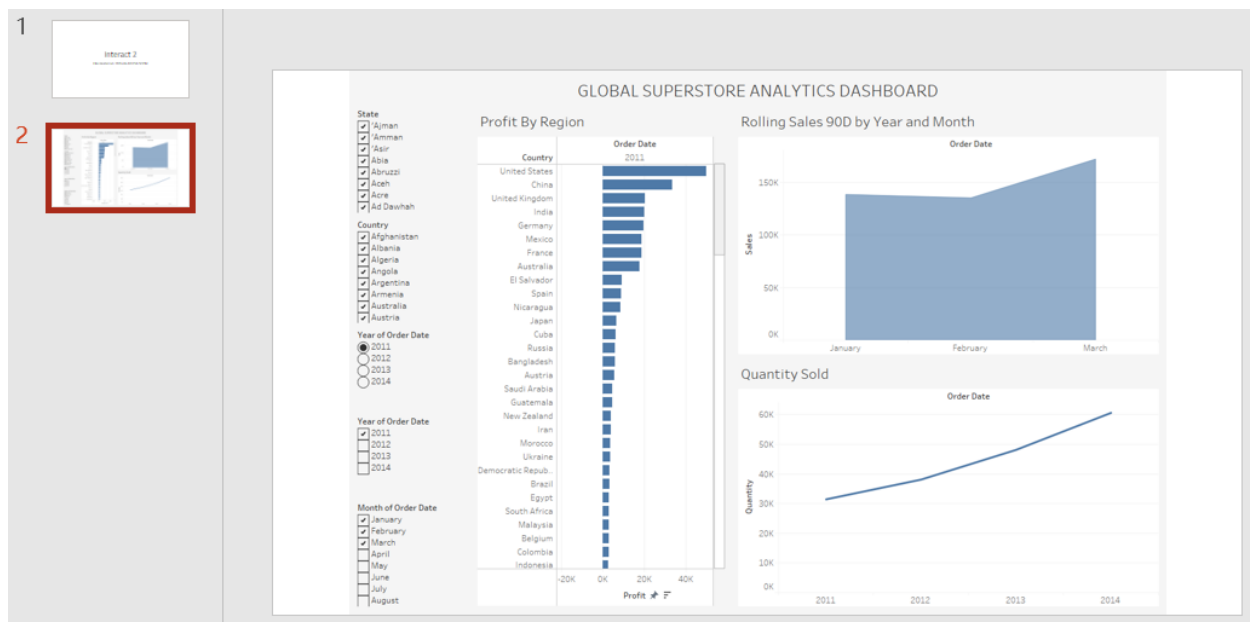 1
Interact 2
2
GLOBAL SUPERSTORE ANALYTICS DASHBOARD
State
'Ajman
'Amman
'Asir
Abia
Abruzzi
Aceh
Acre
Ad Dawhah
Country
Afghanistan
Albania
Algeria
Angola
Argentina
Armenia
Australia
Austria
Year of Order Date
2011
2012
2013
2014
Year of Order Date
2011
2012
2013
2014
Month of Order Date
January
February
March
April
May
June
July
August
Profit By Region
Order Date
Country 2011
United States
China
United Kingdom
India
Germany
Mexico
France
Australia
El Salvador
Spain
Nicaragua
Japan
Cuba
Russia
Bangladesh
Austria
Saudi Arabia
Guatemala
New Zealand
Iran
Morocco
Ukraine
Democratic Repub..
Brazil
Egypt
South Africa
Malaysia
Belgium
Colombia
Indonesia
-20K 0K 20K 40K
Profit
Rolling Sales 90D by Year and Month
Order Date
150K
100K
50K
0K
Sales
January February March
Quantity Sold
Order Date
60K
50K
40K
30K
20K
10K
0K
Quantity
2011 2012 2013 2014